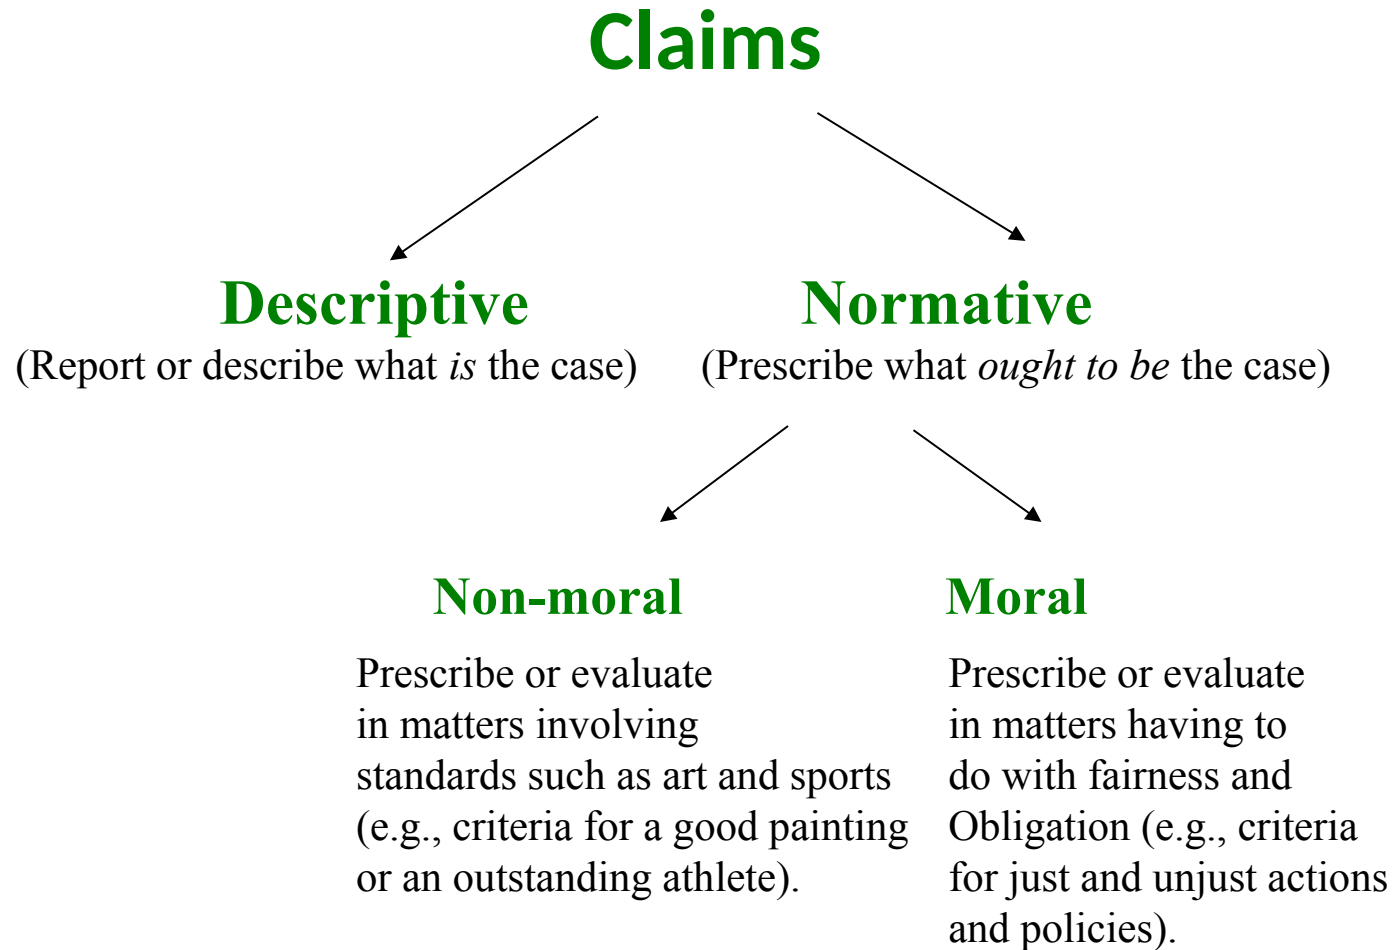 Claims
Descriptive
(Report or describe what is the case)
Normative
(Prescribe what ought to be the case)
Non-moral
Prescribe or evaluate
in matters involving
standards such as art and sports
(e.g., criteria for a good painting
or an outstanding athlete).
Moral
Prescribe or evaluate
in matters having to
do with fairness and
Obligation (e.g., criteria
for just and unjust actions
and policies).